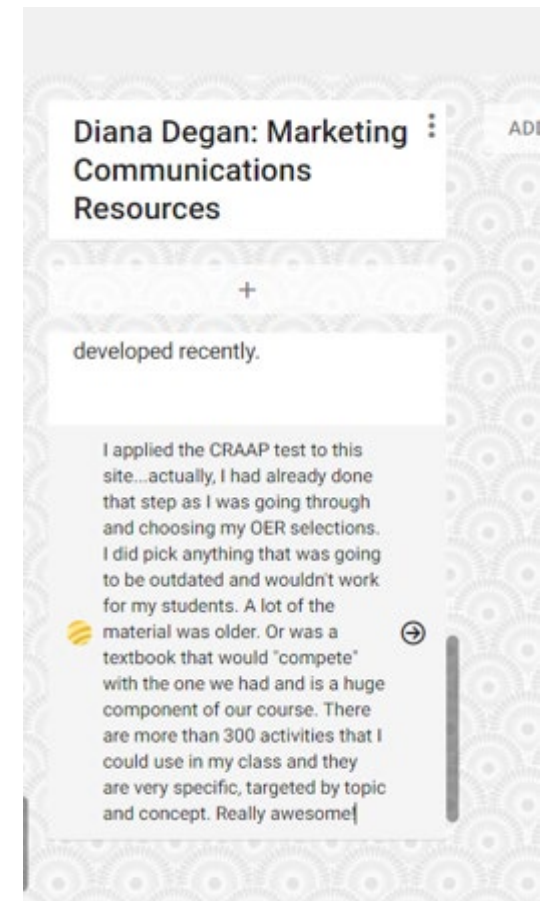 Diana Degan: Marketing
Communications
Resources
ADD
+
developed recently.
I applied the CRAAP test to this
site...actually, I had already done
that step as I was going through
and choosing my OER selections.
I did pick anything that was going
to be outdated and wouldn't work
for my students. A lot of the
material was older. Or was a
textbook that would "compete"
with the one we had and is a huge
component of our course. There
are more than 300 activities that I
could use in my class and they
are very specific, targeted by topic
and concept. Really awesome!